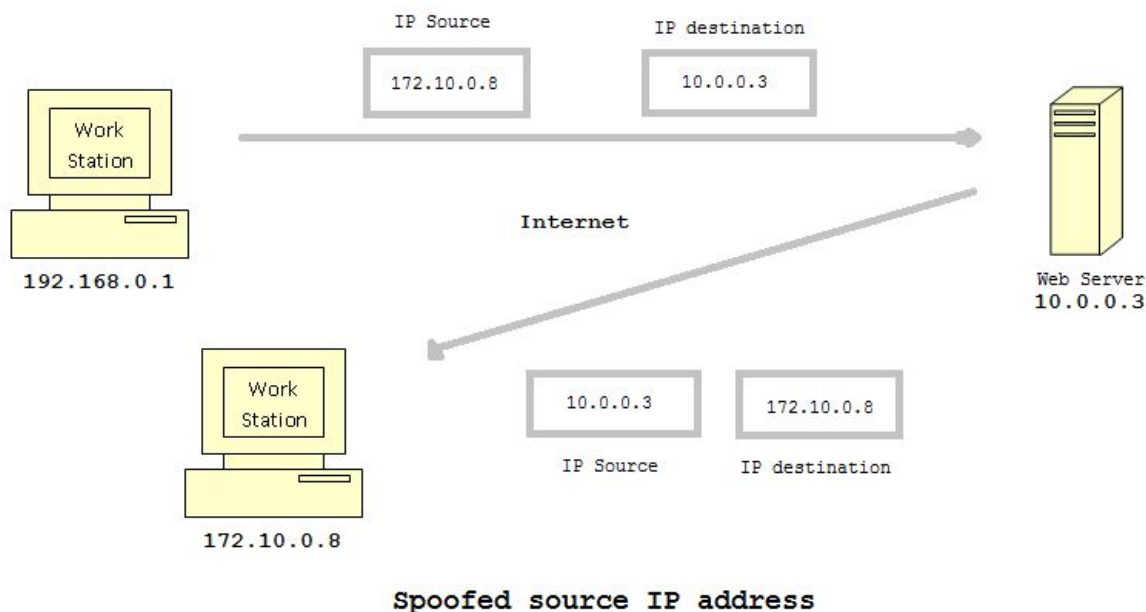 IP Source
IP destination
172.10.0.8
10.0.0.3
Work
Station
192.168.0.1
Internet
Web Server
10.0.0.3
Work
Station
172.10.0.8
10.0.0.3
172.10.0.8
IP Source
IP destination
Spoofed source IP address